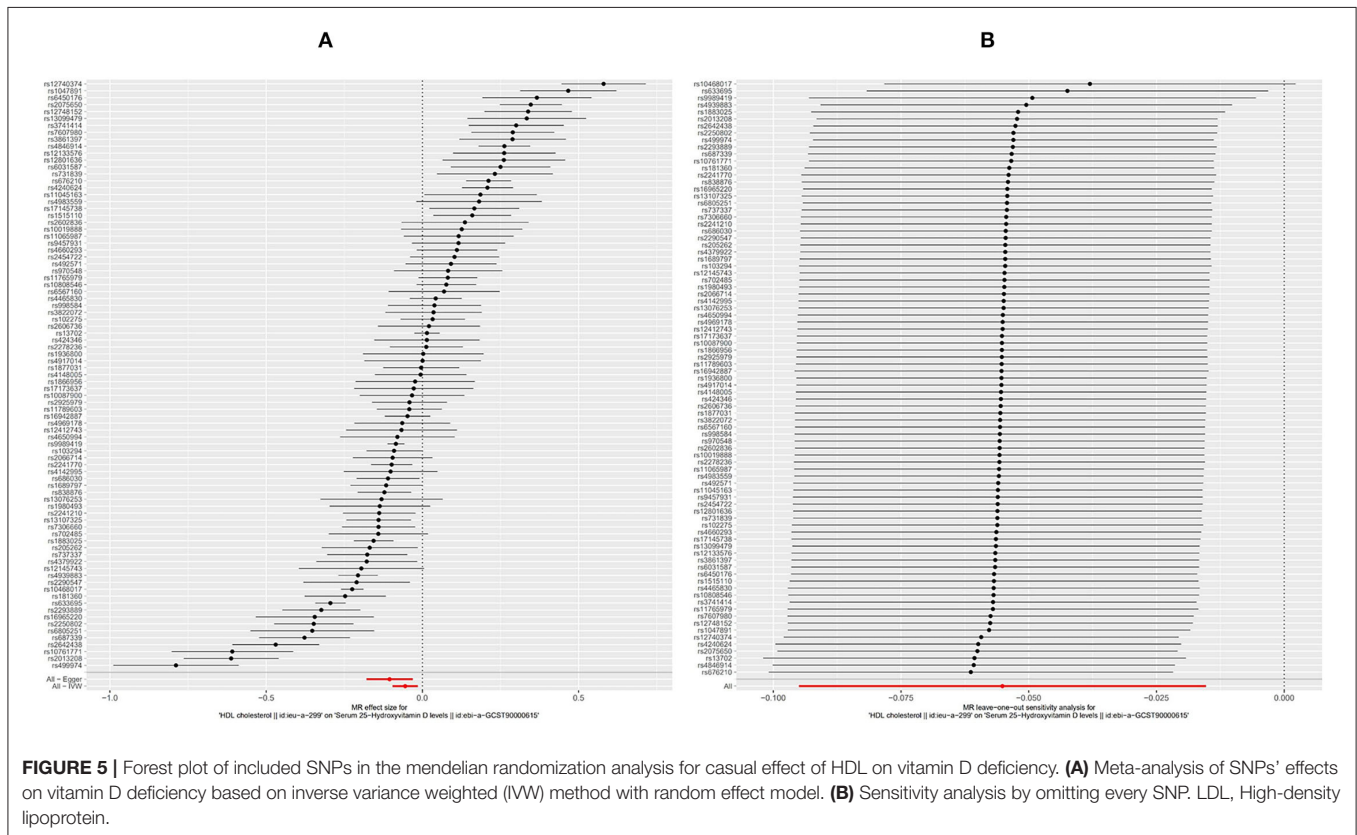 A
rs12740374
rs1047891
rs6450176
rs2075650
rs12748152
rs13099479
rs3741414
rs7607980
rs3861397
rs4846914
rs12133576
rs12801636
rs6031587
rs731839
rs676210
rs4240624
rs11045163
rs4983559
rs17145738
rs1515110
rs2602836
rs10019888
rs11065987
rs9457931
rs4660293
rs2454722
rs492571
rs970548
rs11765979
rs10808546
rs6567160
rs4465830
rs998584
rs3822072
rs102275
rs2606736
rs13702
rs424346
rs2278236
rs1936800
rs4917014
rs1877031
rs4148005
rs1866956
rs17173637
rs10087900
rs2925979
rs11789603
rs16942887
rs4969178
rs12412743
rs4650994
rs9989419
rs103294
rs2066714
rs2241770
rs4142995
rs686030
rs1689797
rs838876
rs13076253
rs1980493
rs2241210
rs13107325
rs7306660
rs702485
rs1883025
rs205262
rs737337
rs4379922
rs12145743
rs4939883
rs2290547
rs10468017
rs181360
rs633695
rs2293889
rs16965220
rs2250802
rs6805251
rs687339
rs2642438
rs10761771
rs2013208
rs499974
All − Egger
All − IVW
−1.0 −0.5 0.0 0.5
MR effect size for
'HDL cholesterol || id:ieu-a-299' on 'Serum 25−Hydroxyvitamin D levels || id:ebi-a-GCST90000615'
B
rs10468017
rs633695
rs9989419
rs4939883
rs1883025
rs2013208
rs2642438
rs2250802
rs499974
rs2293889
rs687339
rs10761771
rs181360
rs2241770
rs838876
rs16965220
rs13107325
rs6805251
rs737337
rs7306660
rs2241210
rs686030
rs2290547
rs205262
rs4379922
rs1689797
rs103294
rs12145743
rs702485
rs1980493
rs2066714
rs4142995
rs13076253
rs4650994
rs4969178
rs12412743
rs17173637
rs10087900
rs1866956
rs2925979
rs11789603
rs16942887
rs1936800
rs4917014
rs4148005
rs424346
rs2606736
rs1877031
rs3822072
rs6567160
rs998584
rs970548
rs2602836
rs10019888
rs2278236
rs11065987
rs4983559
rs492571
rs11045163
rs9457931
rs2454722
rs12801636
rs731839
rs102275
rs4660293
rs17145738
rs13099479
rs12133576
rs3861397
rs6031587
rs6450176
rs1515110
rs4465830
rs10808546
rs3741414
rs11765979
rs7607980
rs12748152
rs1047891
rs12740374
rs4240624
rs2075650
rs13702
rs4846914
rs676210
All
−0.100 −0.075 −0.050 −0.025 0.000
MR leave−one−out sensitivity analysis for
'HDL cholesterol || id:ieu-a-299' on 'Serum 25−Hydroxyvitamin D levels || id:ebi-a-GCST90000615'
FIGURE 5 | Forest plot of included SNPs in the mendelian randomization analysis for casual effect of HDL on vitamin D deficiency. (A) Meta-analysis of SNPs' effects
on vitamin D deficiency based on inverse variance weighted (IVW) method with random effect model. (B) Sensitivity analysis by omitting every SNP. LDL, High-density
lipoprotein.